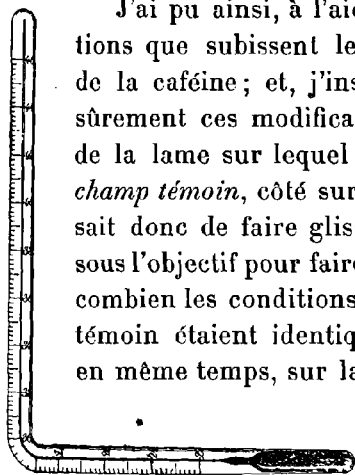 J'ai pu ainsi, à l'aid
tions que subissent le
de la caféine; et, j'ins
sûrement ces modifica
de la lame sur lequel
champ témoin, côté sur
sait donc de faire glis
sous l'objectif pour faire
combien les conditions
témoin étaient identiq
en même temps, sur la